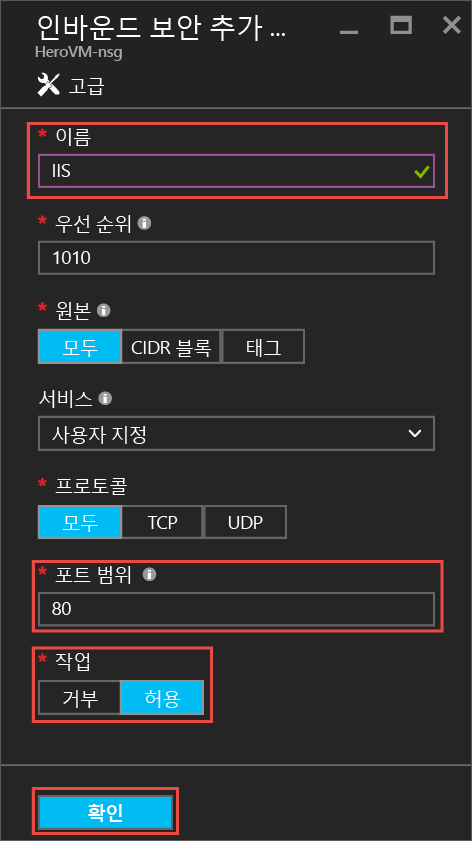 인바운드 보안 추가 ...
HeroVM-nsg
고급
* 이름
IIS
* 우선 순위
1010
* 원본
모두 CIDR 블록 태그
서비스
사용자 지정
* 프로토콜
모두 TCP UDP
* 포트 범위
80
* 작업
거부 허용
확인